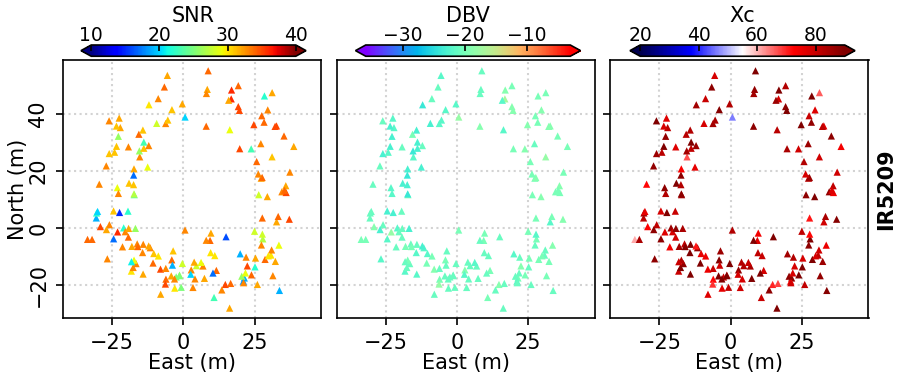 SNR DBV Xc
10 20 30 40 −30 −20 −10 20 40 60 80
North (m)
40
20
0
−20
IR5209
−25 0 25 −25 0 25 −25 0 25
East (m) East (m) East (m)